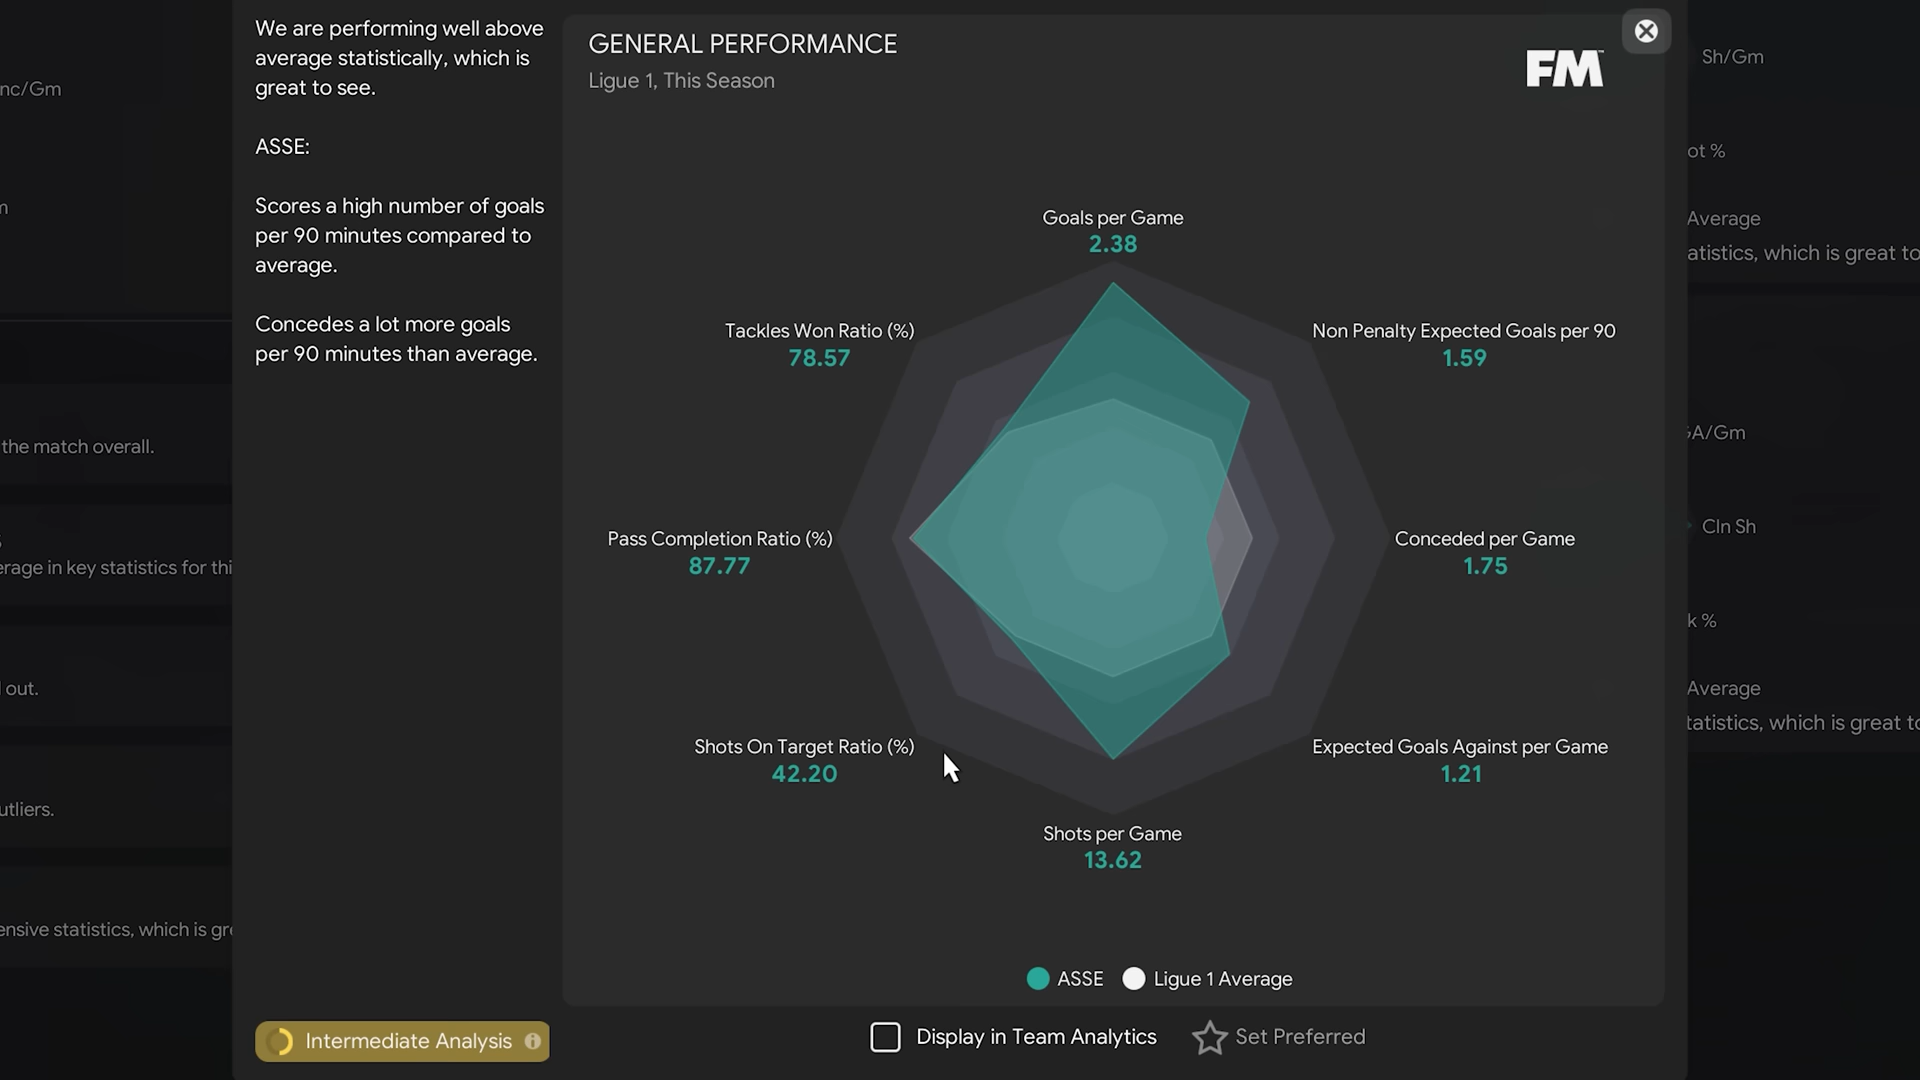 We are performing well above
average statistically, which is
great to see.
ASSE:
Scores a high number of goals
per 90 minutes compared to
average.
Concedes a lot more goals
per 90 minutes than average.
Intermediate Analysis
GENERAL PERFORMANCE
Ligue 1, This Season
FM
Goals per Game
2.38
Tackles Won Ratio (%)
78.57
Non Penalty Expected Goals per 90
1.59
Pass Completion Ratio (%)
87.77
Conceded per Game
1.75
Shots On Target Ratio (%)
42.20
Expected Goals Against per Game
1.21
Shots per Game
13.62
ASSE
Ligue 1 Average
Display in Team Analytics
Set Preferred
nc/Gm
m
the match overall.
erage in key statistics for thi
out.
utliers.
ensive statistics, which is gre
Sh/Gm
ot %
Average
atistics, which is great to
GA/Gm
Cln Sh
k %
Average
tatistics, which is great to